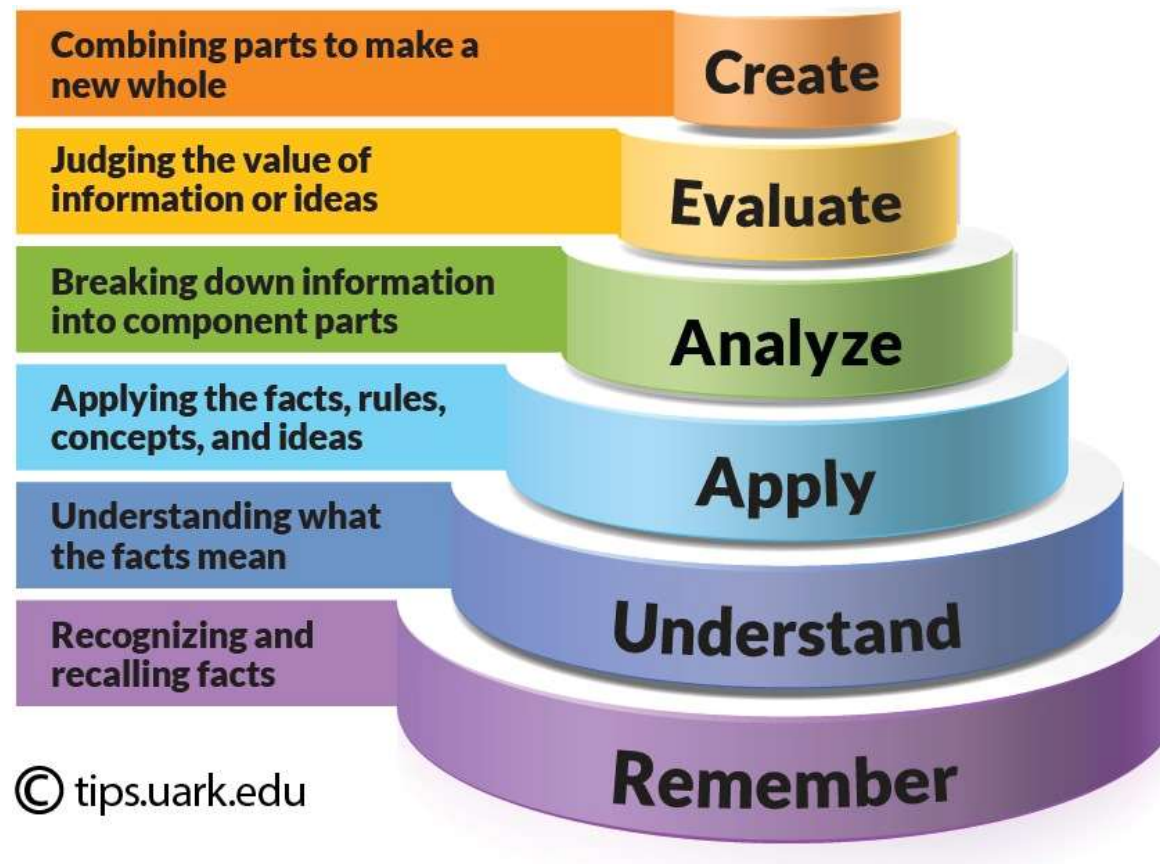 Combining parts to make a
new whole
Create
Judging the value of
information or ideas
Evaluate
Breaking down information
into component parts
Analyze
Applying the facts, rules,
concepts, and ideas
Apply
Understanding what
the facts mean
Understand
Recognizing and
recalling facts
Remember
© tips.uark.edu